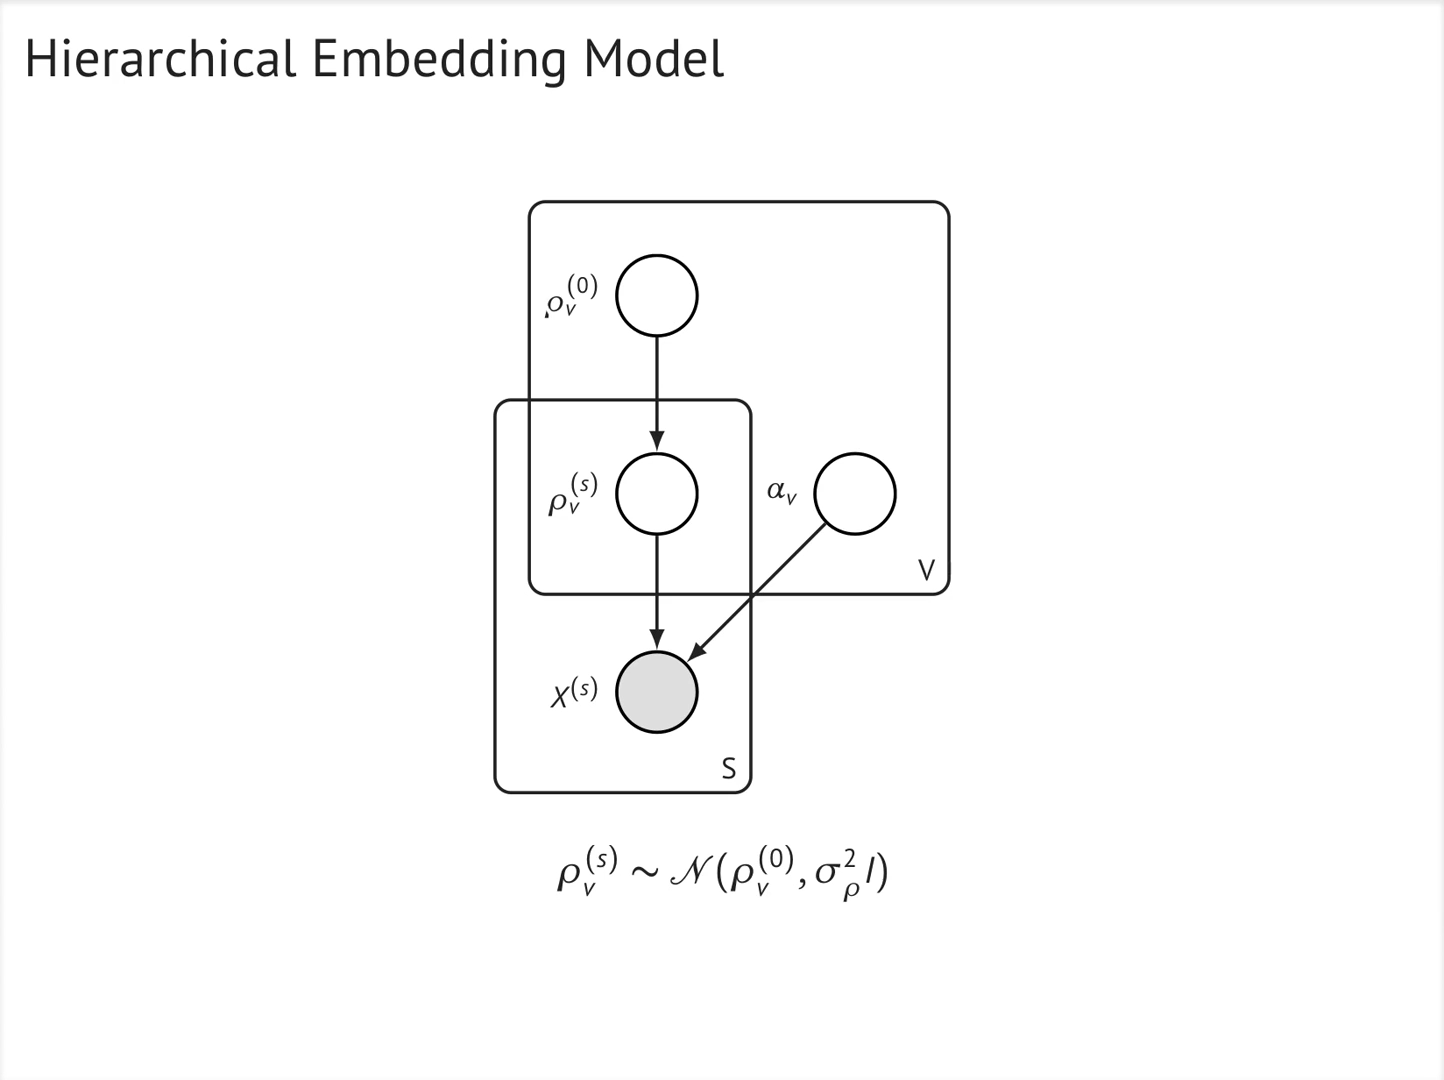 Hierarchical Embedding Model
ρ_v^(0)
ρ_v^(s)
α_v
V
X^(s)
S
ρ_v^(s) ∼ 𝒩(ρ_v^(0), σ_ρ^2 I)